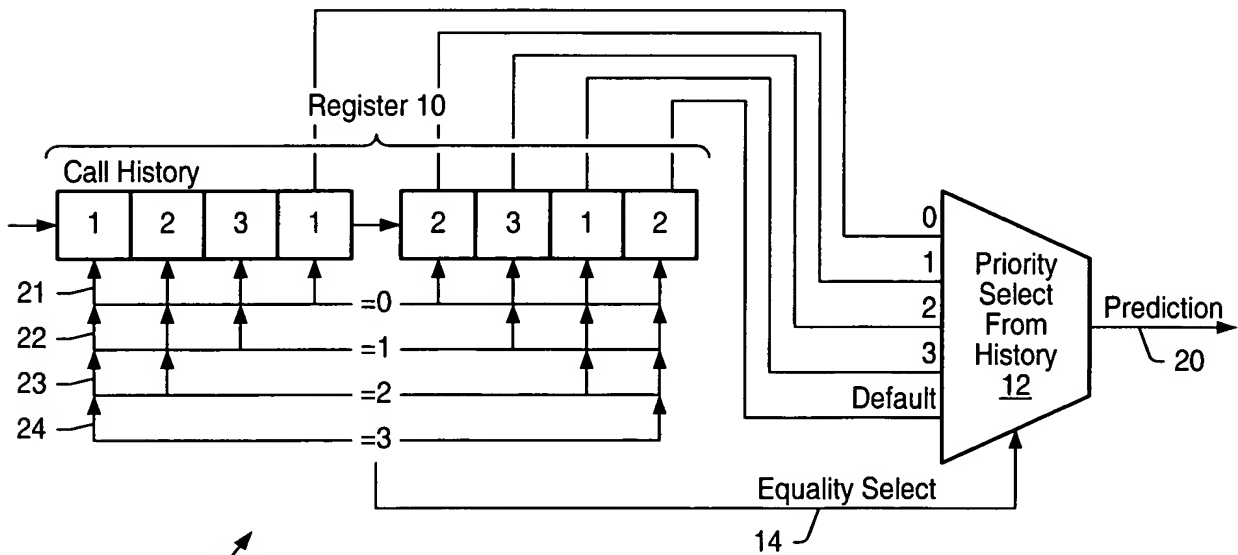 Register 10
Call History
1 2 3 1 2 3 1 2
21
=0
22
=1
23
=2
24
=3
0
1
2
3
Default
Priority
Select
From
History
12
Prediction
20
Equality Select
14